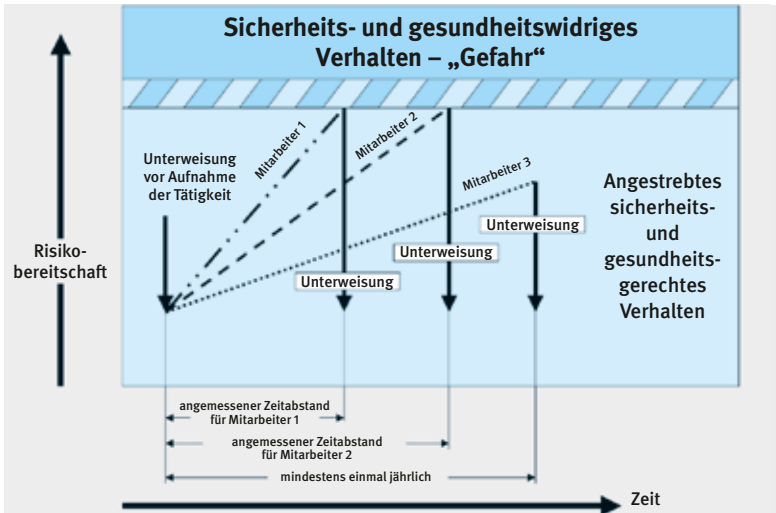 Sicherheits- und gesundheitswidriges
Verhalten – „Gefahr“
Unterweisung
vor Aufnahme
der Tätigkeit
Mitarbeiter 1
Mitarbeiter 2
Mitarbeiter 3
Angestrebtes
sicherheits-
und
gesundheits-
gerechtes
Verhalten
Risiko-
bereitschaft
Unterweisung
Unterweisung
Unterweisung
angemessener Zeitabstand
für Mitarbeiter 1
angemessener Zeitabstand
für Mitarbeiter 2
mindestens einmal jährlich
Zeit